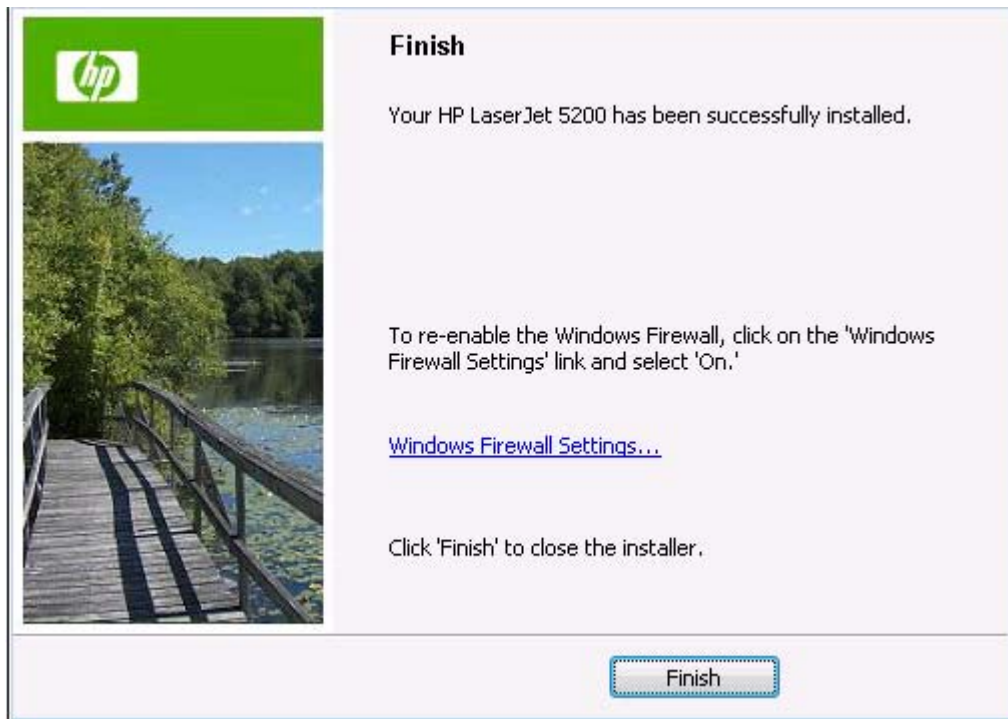 hp
Finish
Your HP LaserJet 5200 has been successfully installed.
To re-enable the Windows Firewall, click on the 'Windows
Firewall Settings' link and select 'On.'
Windows Firewall Settings...
Click 'Finish' to close the installer.
Finish